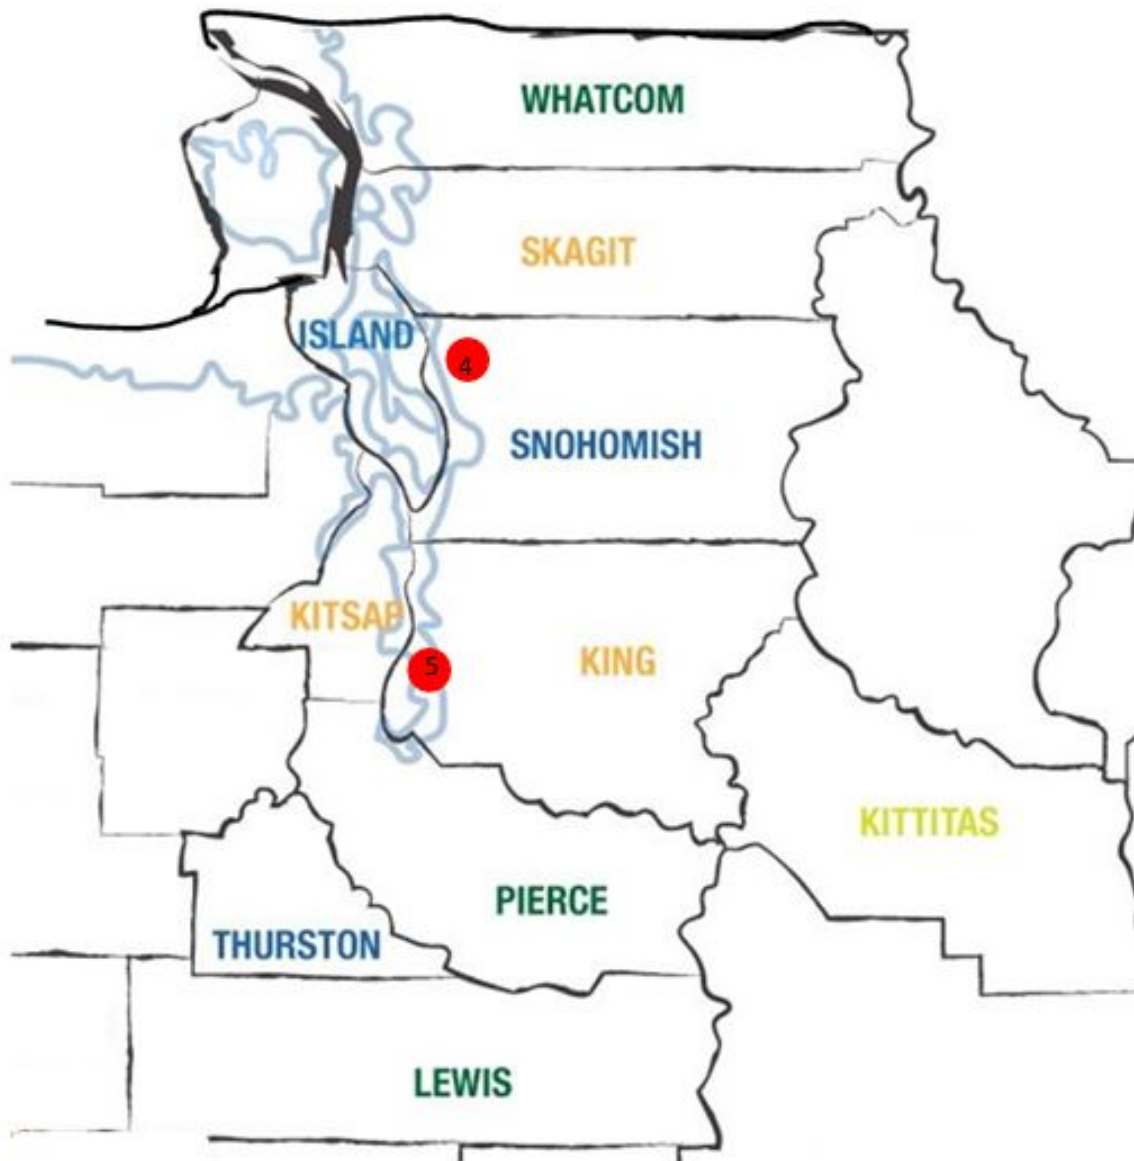 WHATCOM
SKAGIT
ISLAND
4
SNOHOMISH
KITSAP
5
KING
KITTITAS
PIERCE
THURSTON
LEWIS